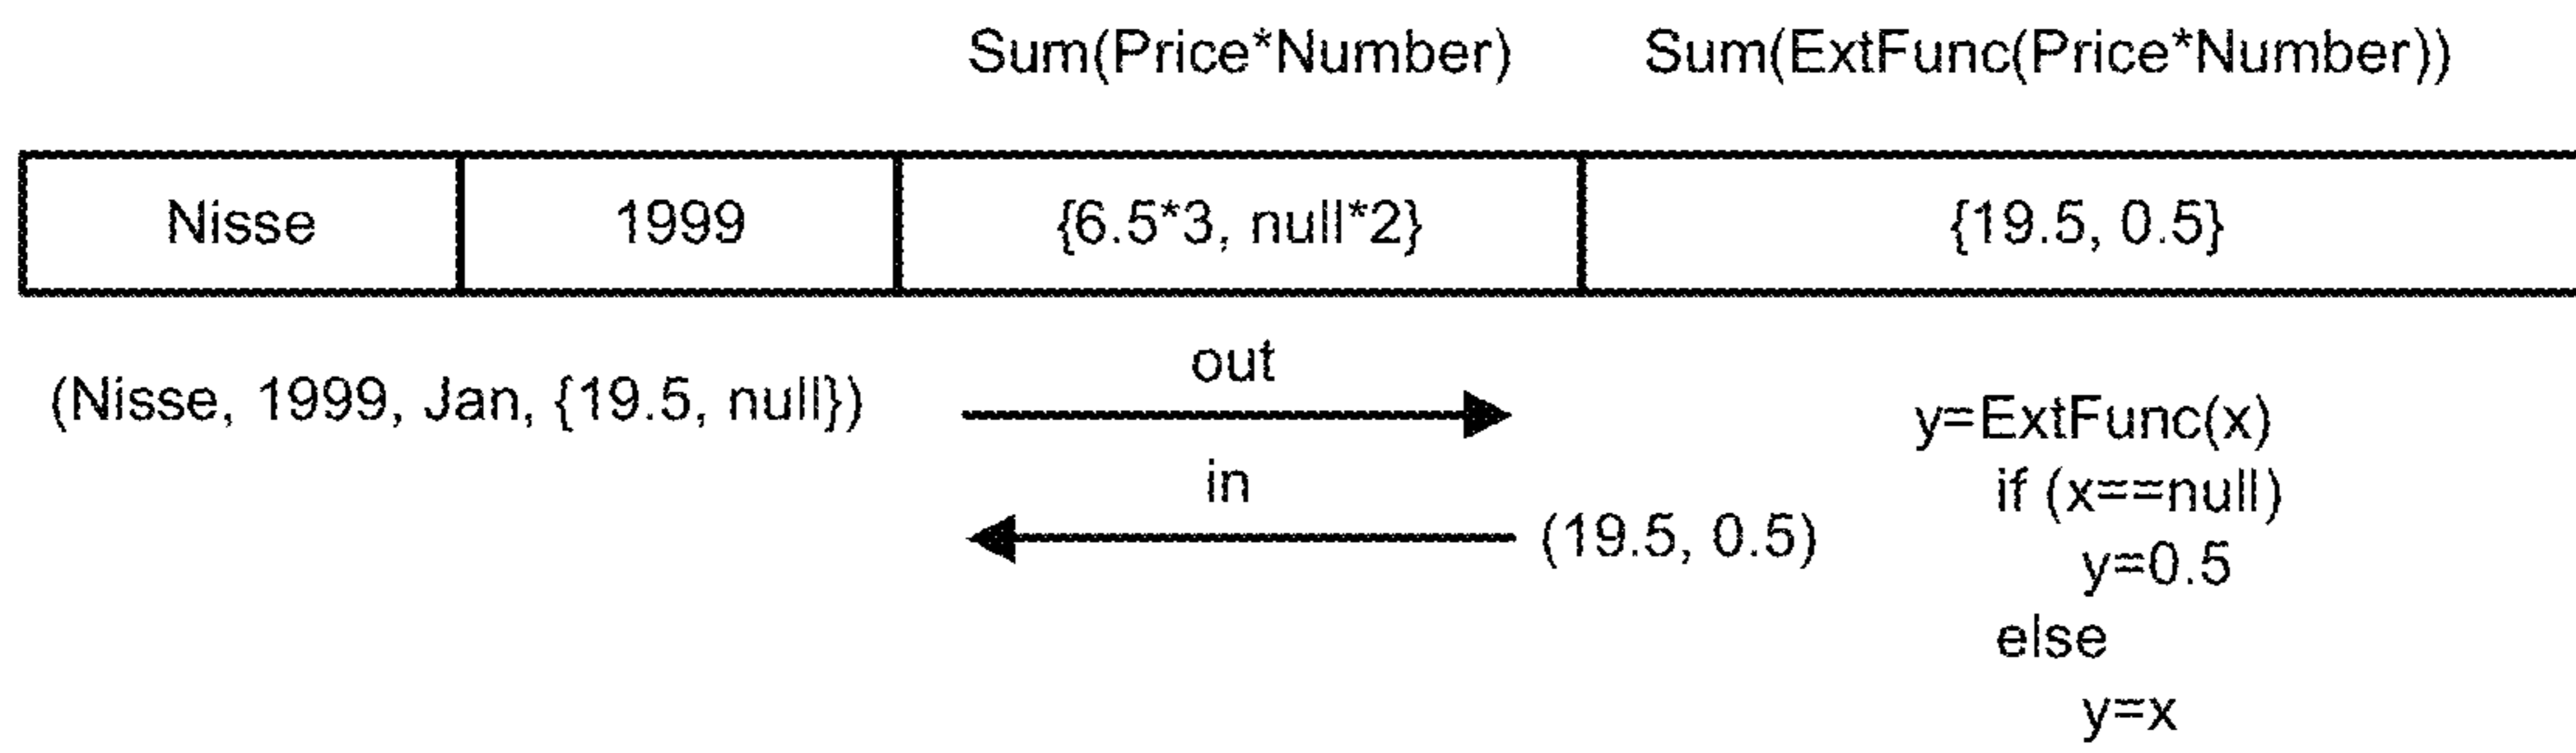 Sum(Price*Number) Sum(ExtFunc(Price*Number))
Nisse 1999 {6.5*3, null*2} {19.5, 0.5}
out
(Nisse, 1999, Jan, {19.5, null})
y=ExtFunc(x)
in
if (x==null)
(19.5, 0.5)
y=0.5
else
y=x